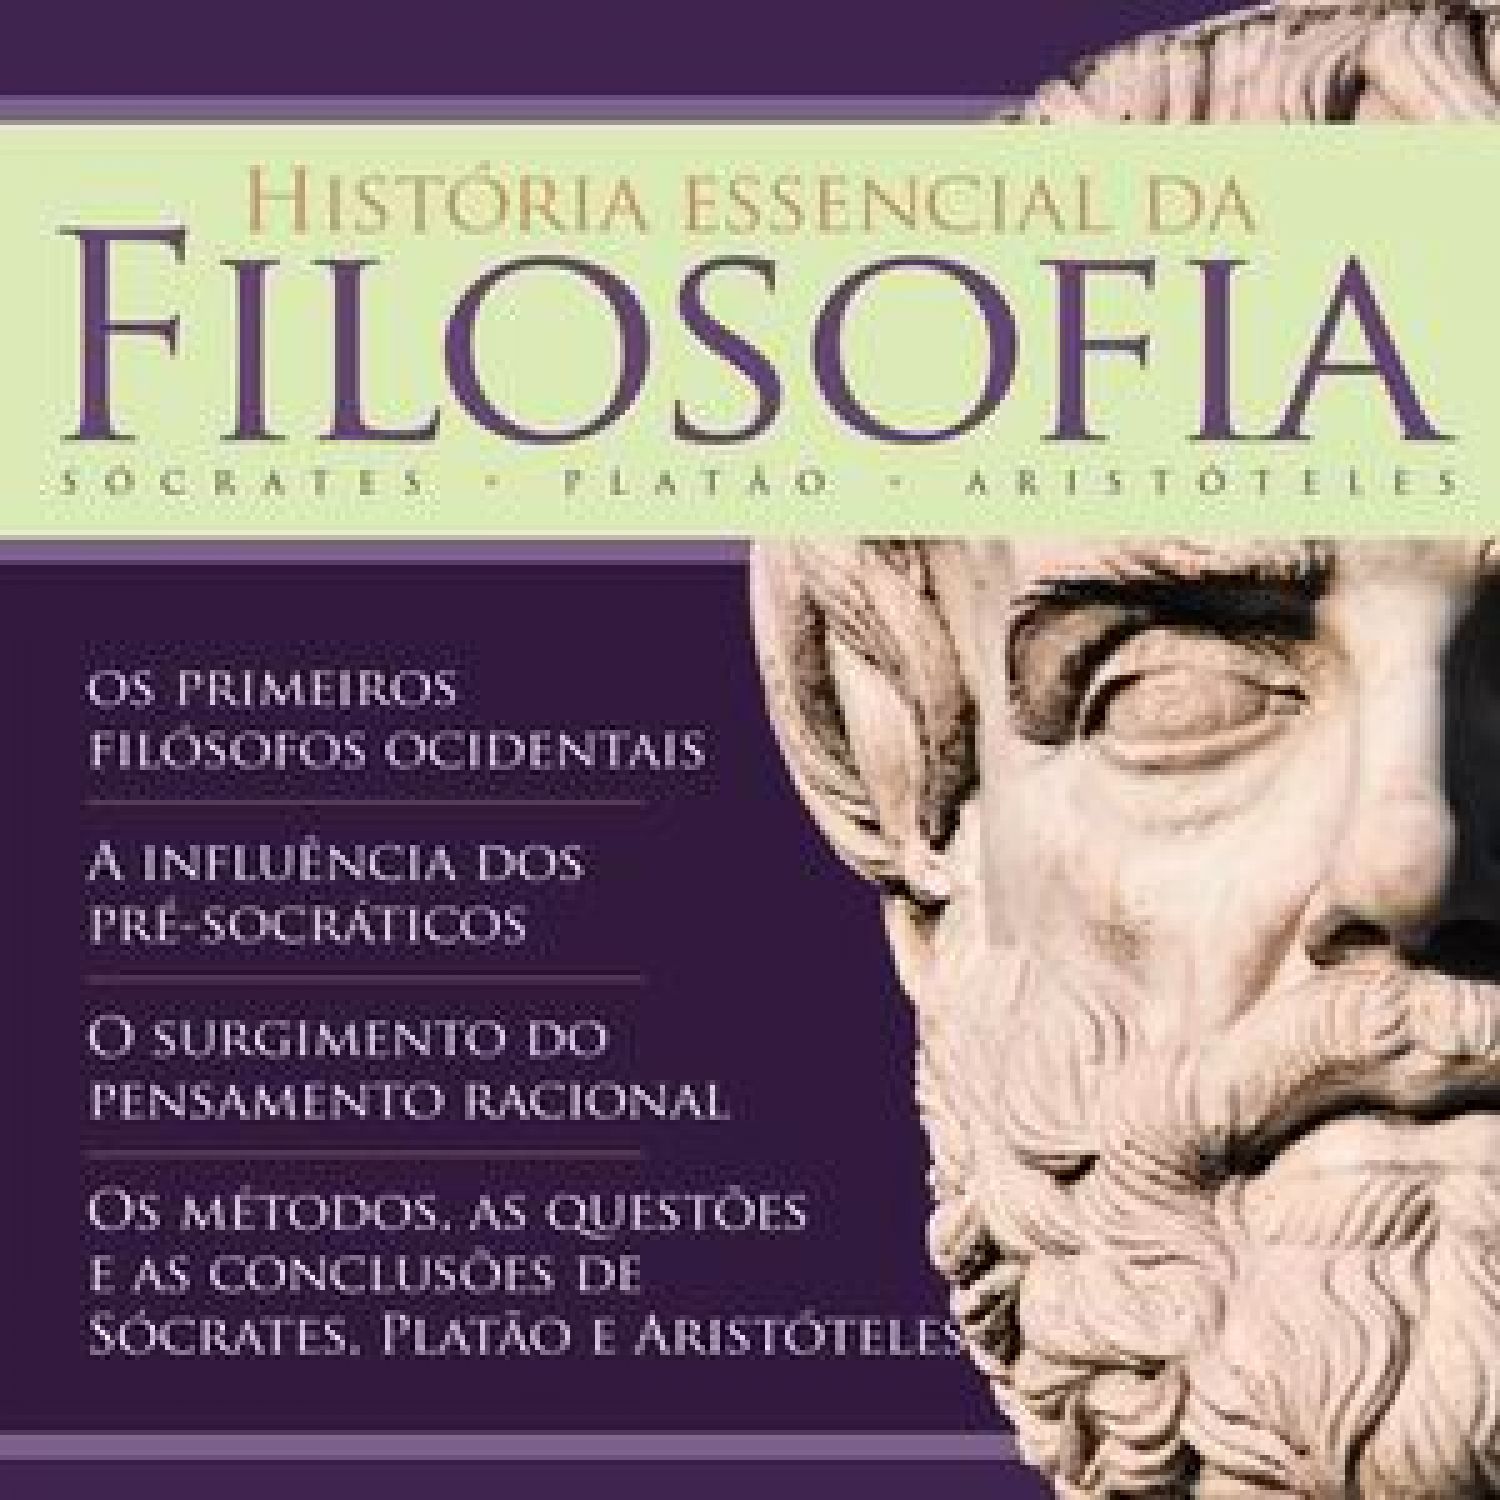 HISTÓRIA ESSENCIAL DA
FILOSOFIA
SÓCRATES • PLATÃO • ARISTÓTELES
OS PRIMEIROS
FILÓSOFOS OCIDENTAIS
A INFLUÊNCIA DOS
PRÉ-SOCRÁTICOS
O SURGIMENTO DO
PENSAMENTO RACIONAL
OS MÉTODOS, AS QUESTÕES
E AS CONCLUSÕES DE
SÓCRATES, PLATÃO E ARISTÓTELES